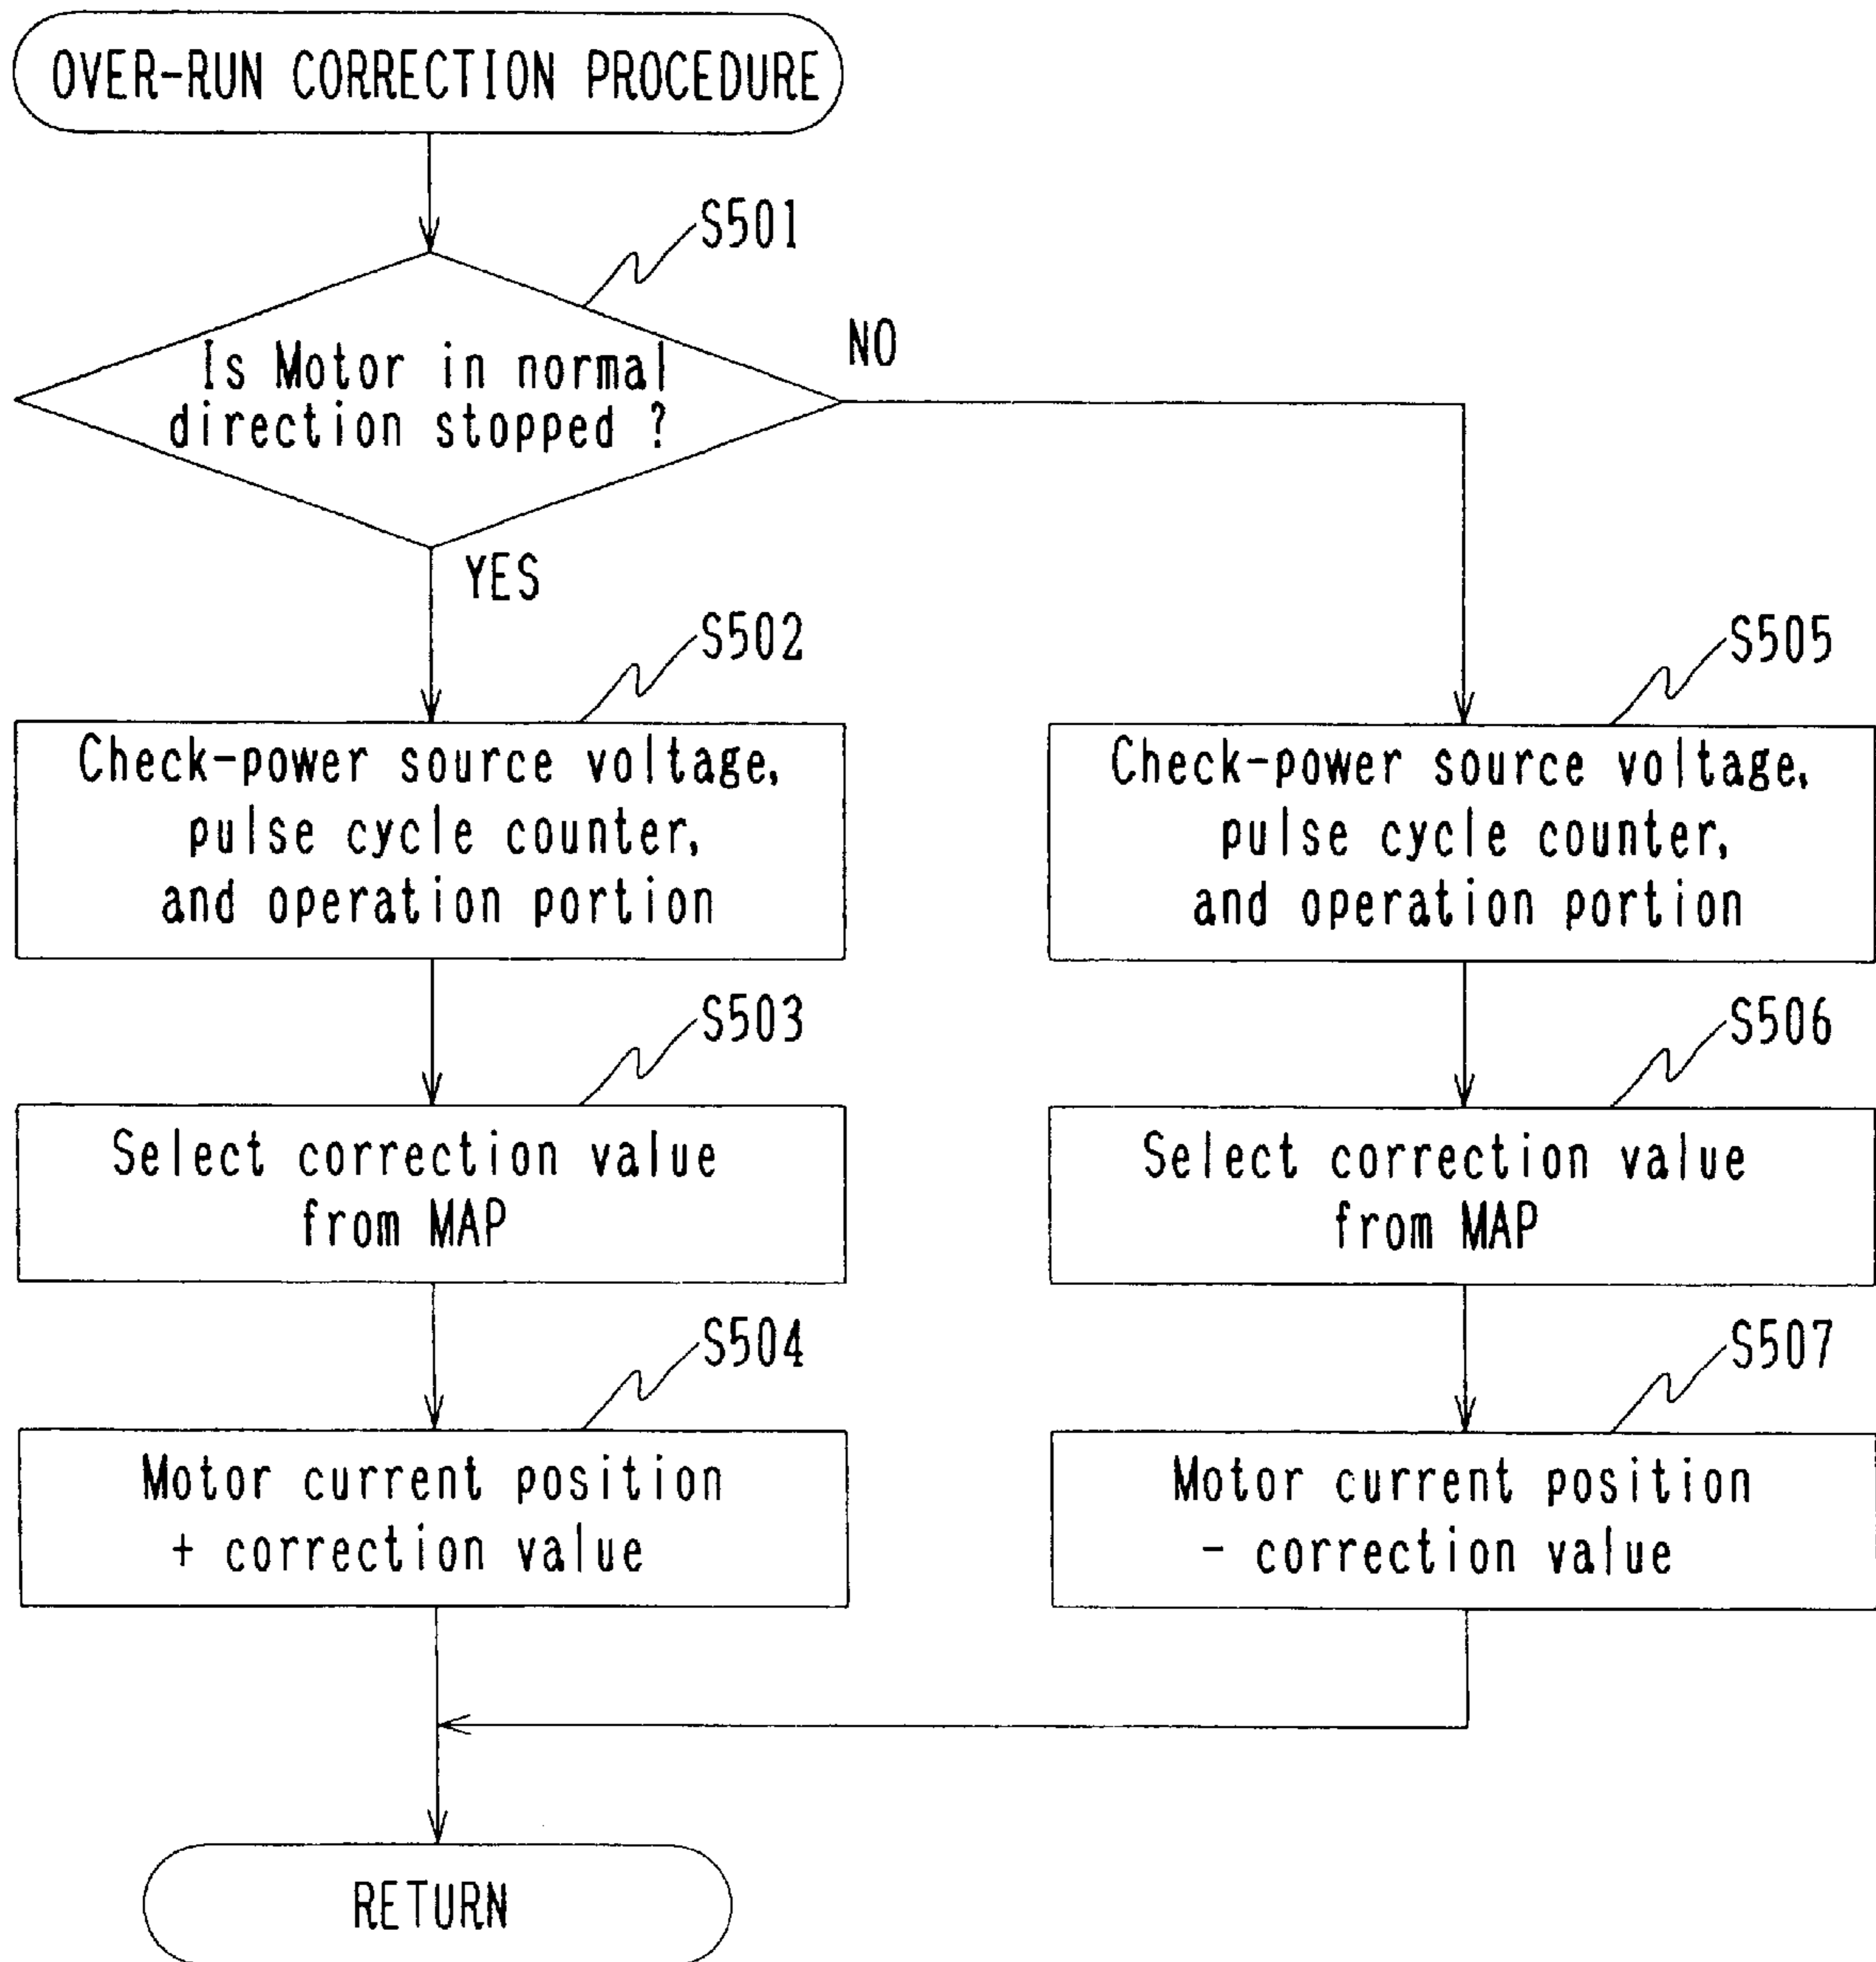 OVER-RUN CORRECTION PROCEDURE
S501
Is Motor in normal
direction stopped ?
NO
YES
S502
Check-power source voltage,
pulse cycle counter,
and operation portion
S503
Select correction value
from MAP
S504
Motor current position
+ correction value
S505
Check-power source voltage,
pulse cycle counter,
and operation portion
S506
Select correction value
from MAP
S507
Motor current position
- correction value
RETURN